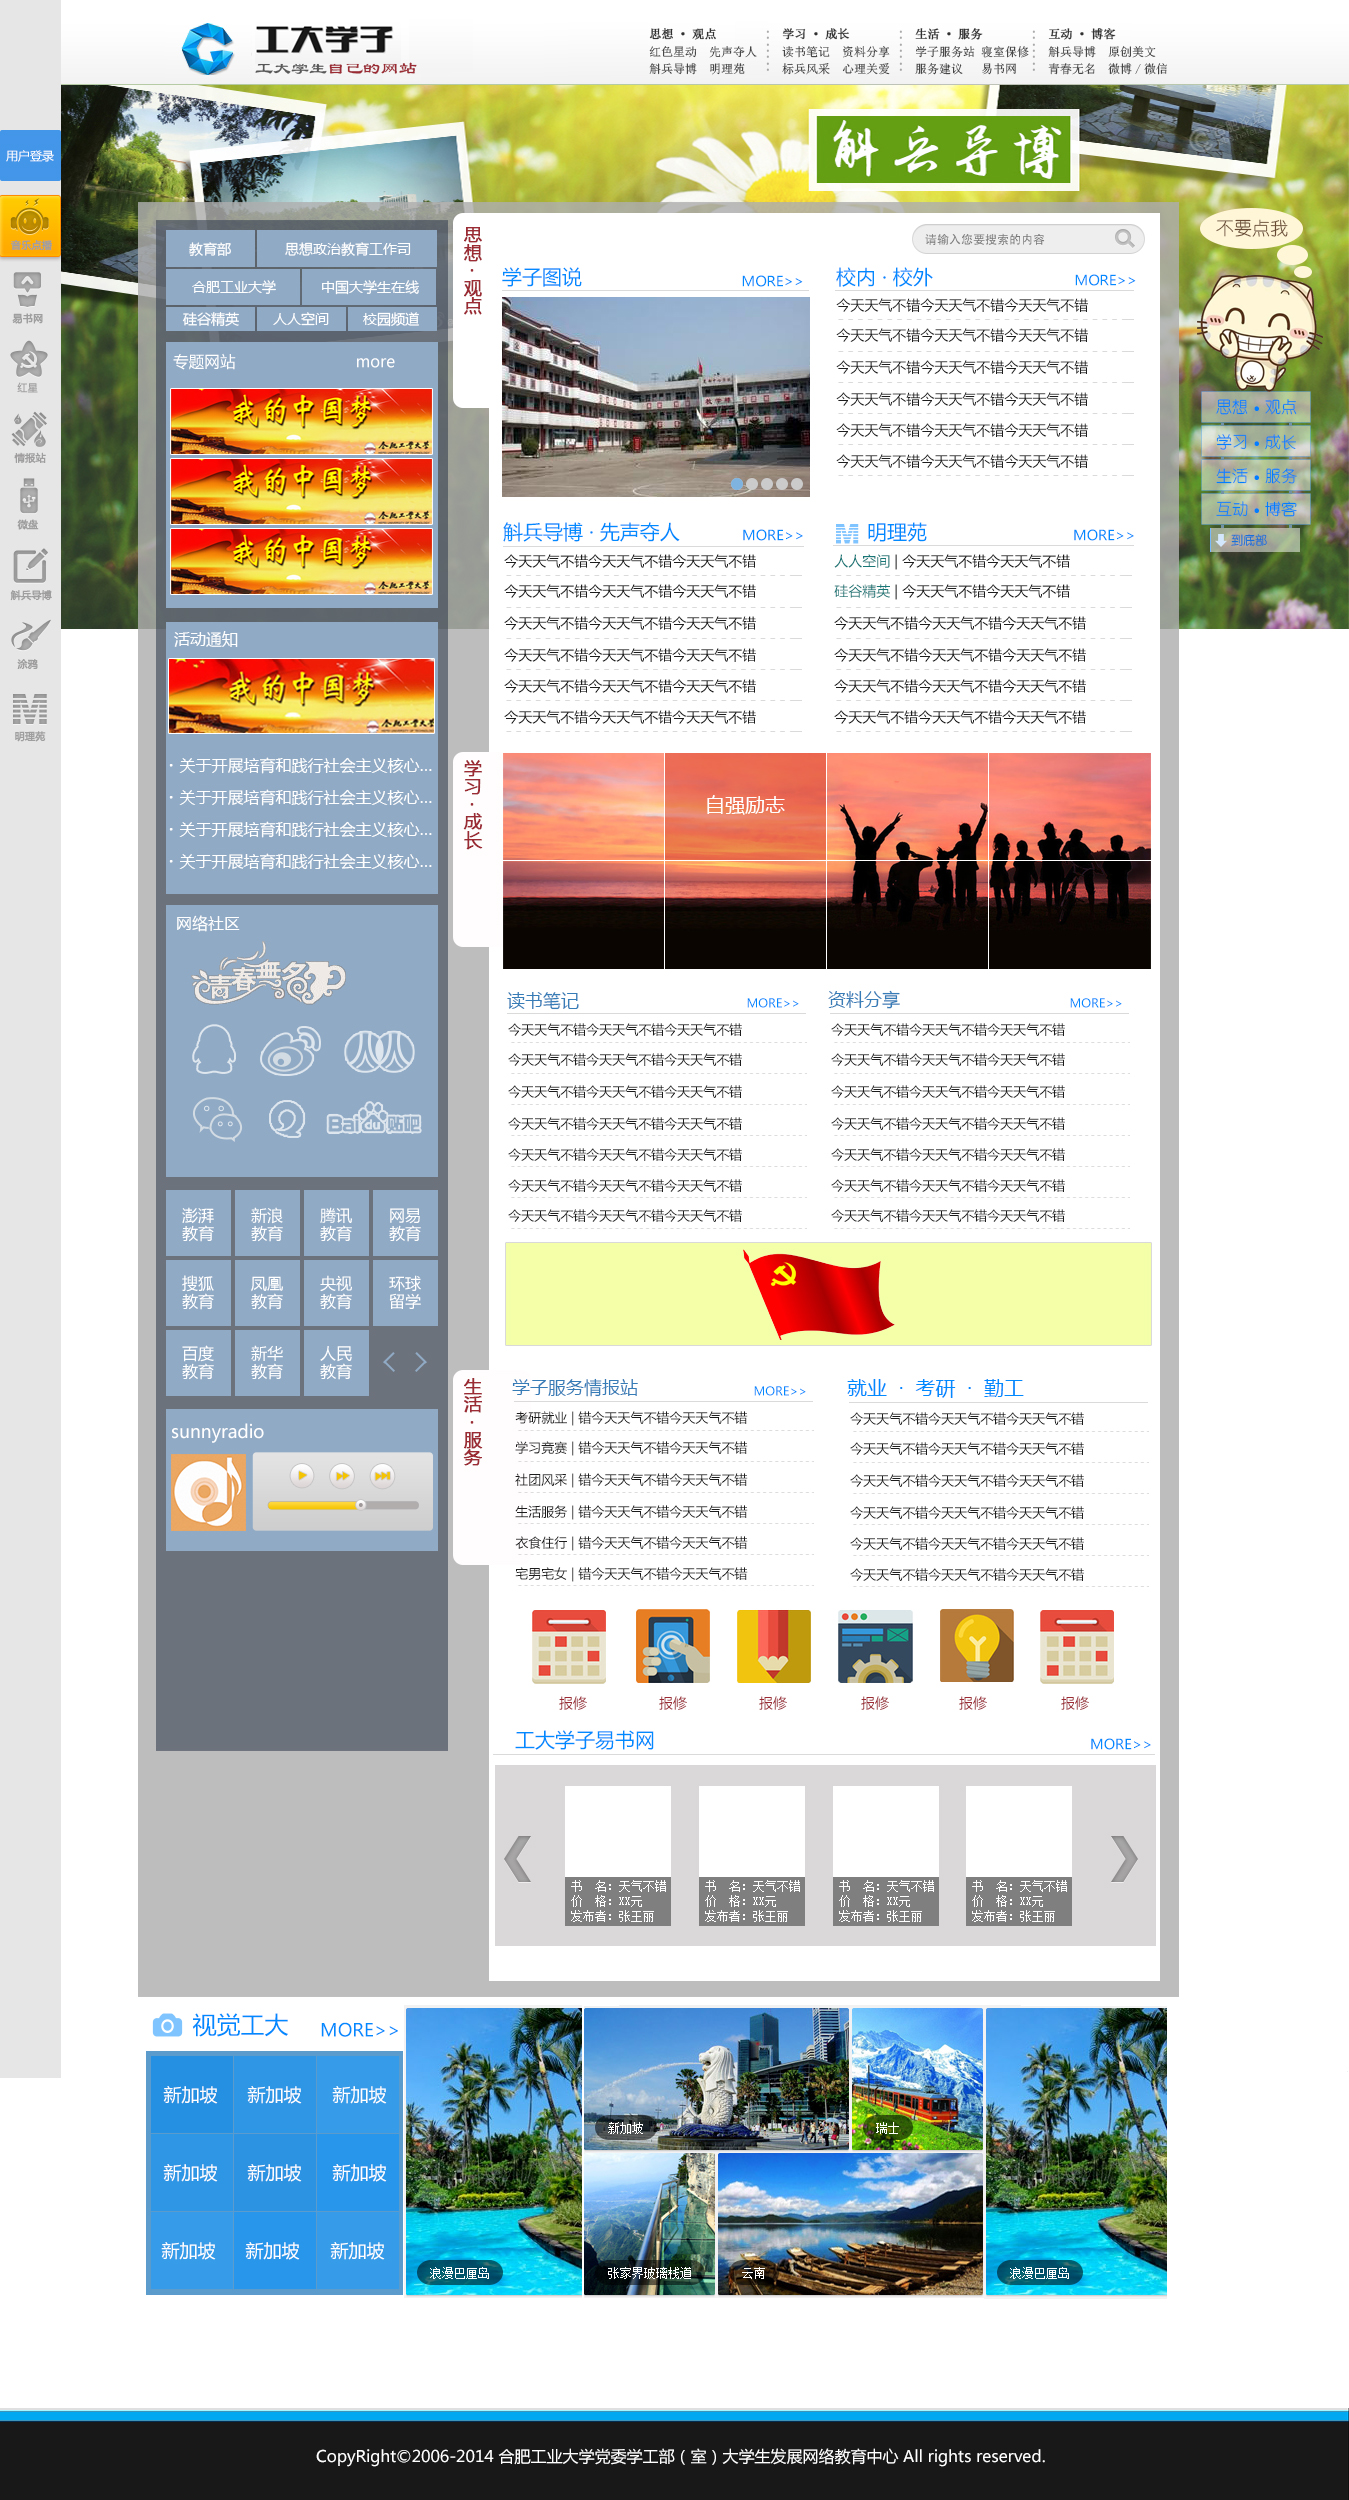 工大学子
工大学生自己的网站
思想 • 观点
红色星动 先声夺人
斛兵导博 明理苑
学习 • 成长
读书笔记 资料分享
标兵风采 心理关爱
生活 • 服务
学子服务站 寝室保修
服务建议 易书网
互动 • 博客
斛兵导博 原创美文
青春无名 微博 / 微信
用户登录
音乐点播
易书网
红星
情报站
微盘
斛兵导博
涂鸦
明理苑
斛兵导博
不要点我
思想 • 观点
学习 • 成长
生活 • 服务
互动 • 博客
到底部
教育部 思想政治教育工作司
合肥工业大学 中国大学生在线
硅谷精英 人人空间 校园频道
专题网站 more
我的中国梦
合肥工业大学
我的中国梦
合肥工业大学
我的中国梦
合肥工业大学
活动通知
我的中国梦
合肥工业大学
· 关于开展培育和践行社会主义核心...
· 关于开展培育和践行社会主义核心...
· 关于开展培育和践行社会主义核心...
· 关于开展培育和践行社会主义核心...
网络社区
青春無名
Bai du 贴吧
澎湃教育 新浪教育 腾讯教育 网易教育
搜狐教育 凤凰教育 央视教育 环球留学
百度教育 新华教育 人民教育
sunnyradio
思想·观点
请输入您要搜索的内容
学子图说 MORE>>
校内 · 校外 MORE>>
今天天气不错今天天气不错今天天气不错
今天天气不错今天天气不错今天天气不错
今天天气不错今天天气不错今天天气不错
今天天气不错今天天气不错今天天气不错
今天天气不错今天天气不错今天天气不错
今天天气不错今天天气不错今天天气不错
斛兵导博 · 先声夺人 MORE>>
今天天气不错今天天气不错今天天气不错
今天天气不错今天天气不错今天天气不错
今天天气不错今天天气不错今天天气不错
今天天气不错今天天气不错今天天气不错
今天天气不错今天天气不错今天天气不错
今天天气不错今天天气不错今天天气不错
明理苑 MORE>>
人人空间 | 今天天气不错今天天气不错
硅谷精英 | 今天天气不错今天天气不错
今天天气不错今天天气不错今天天气不错
今天天气不错今天天气不错今天天气不错
今天天气不错今天天气不错今天天气不错
今天天气不错今天天气不错今天天气不错
学习·成长
自强励志
读书笔记 MORE>>
今天天气不错今天天气不错今天天气不错
今天天气不错今天天气不错今天天气不错
今天天气不错今天天气不错今天天气不错
今天天气不错今天天气不错今天天气不错
今天天气不错今天天气不错今天天气不错
今天天气不错今天天气不错今天天气不错
今天天气不错今天天气不错今天天气不错
资料分享 MORE>>
今天天气不错今天天气不错今天天气不错
今天天气不错今天天气不错今天天气不错
今天天气不错今天天气不错今天天气不错
今天天气不错今天天气不错今天天气不错
今天天气不错今天天气不错今天天气不错
今天天气不错今天天气不错今天天气不错
今天天气不错今天天气不错今天天气不错
生活·服务
学子服务情报站 MORE>>
考研就业 | 错今天天气不错今天天气不错
学习竞赛 | 错今天天气不错今天天气不错
社团风采 | 错今天天气不错今天天气不错
生活服务 | 错今天天气不错今天天气不错
衣食住行 | 错今天天气不错今天天气不错
宅男宅女 | 错今天天气不错今天天气不错
就业 · 考研 · 勤工
今天天气不错今天天气不错今天天气不错
今天天气不错今天天气不错今天天气不错
今天天气不错今天天气不错今天天气不错
今天天气不错今天天气不错今天天气不错
今天天气不错今天天气不错今天天气不错
今天天气不错今天天气不错今天天气不错
报修 报修 报修 报修 报修 报修
工大学子易书网 MORE>>
书 名：天气不错
价 格：XX元
发布者：张王丽
书 名：天气不错
价 格：XX元
发布者：张王丽
书 名：天气不错
价 格：XX元
发布者：张王丽
书 名：天气不错
价 格：XX元
发布者：张王丽
视觉工大 MORE>>
新加坡 新加坡 新加坡
新加坡 新加坡 新加坡
新加坡 新加坡 新加坡
浪漫巴厘岛
新加坡
瑞士
张家界玻璃栈道
云南
浪漫巴厘岛
CopyRight©2006-2014 合肥工业大学党委学工部（室）大学生发展网络教育中心 All rights reserved.